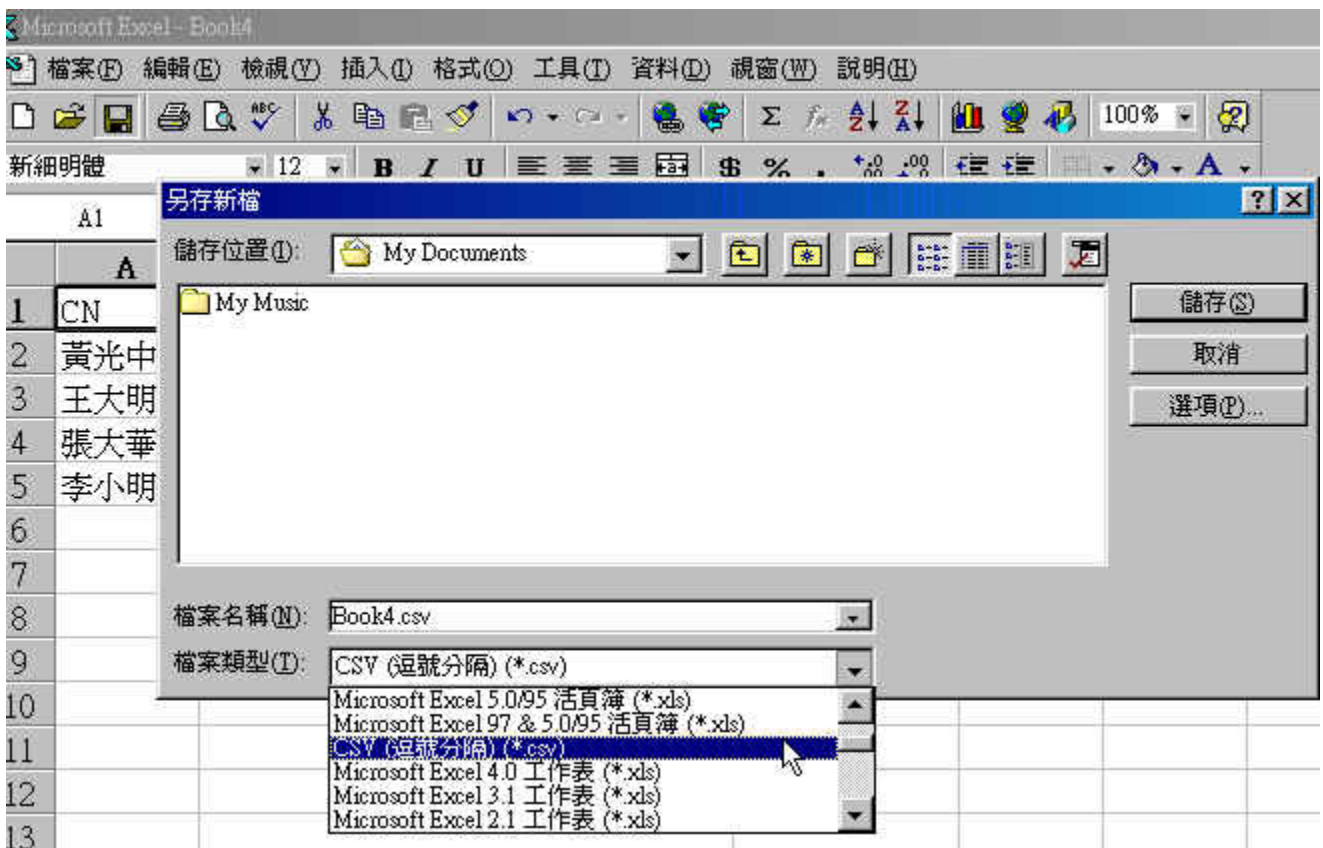 Microsoft Excel - Book4
檔案(F) 編輯(E) 檢視(V) 插入(I) 格式(O) 工具(T) 資料(D) 視窗(W) 說明(H)
ABC Σ fx A Z Z A 100%
新細明體 12 B I U $ % , .0 .00 .00 .0 A
A1
另存新檔
儲存位置(I): My Documents
A
My Music
儲存(S)
取消
選項(P)...
1 CN
2 黃光中
3 王大明
4 張大華
5 李小明
6
7
8
檔案名稱(N): Book4.csv
9
檔案類型(T): CSV (逗號分隔) (*.csv)
10
Microsoft Excel 5.0/95 活頁簿 (*.xls)
Microsoft Excel 97 & 5.0/95 活頁簿 (*.xls)
11
CSV (逗號分隔) (*.csv)
Microsoft Excel 4.0 工作表 (*.xls)
12
Microsoft Excel 3.1 工作表 (*.xls)
Microsoft Excel 2.1 工作表 (*.xls)
13